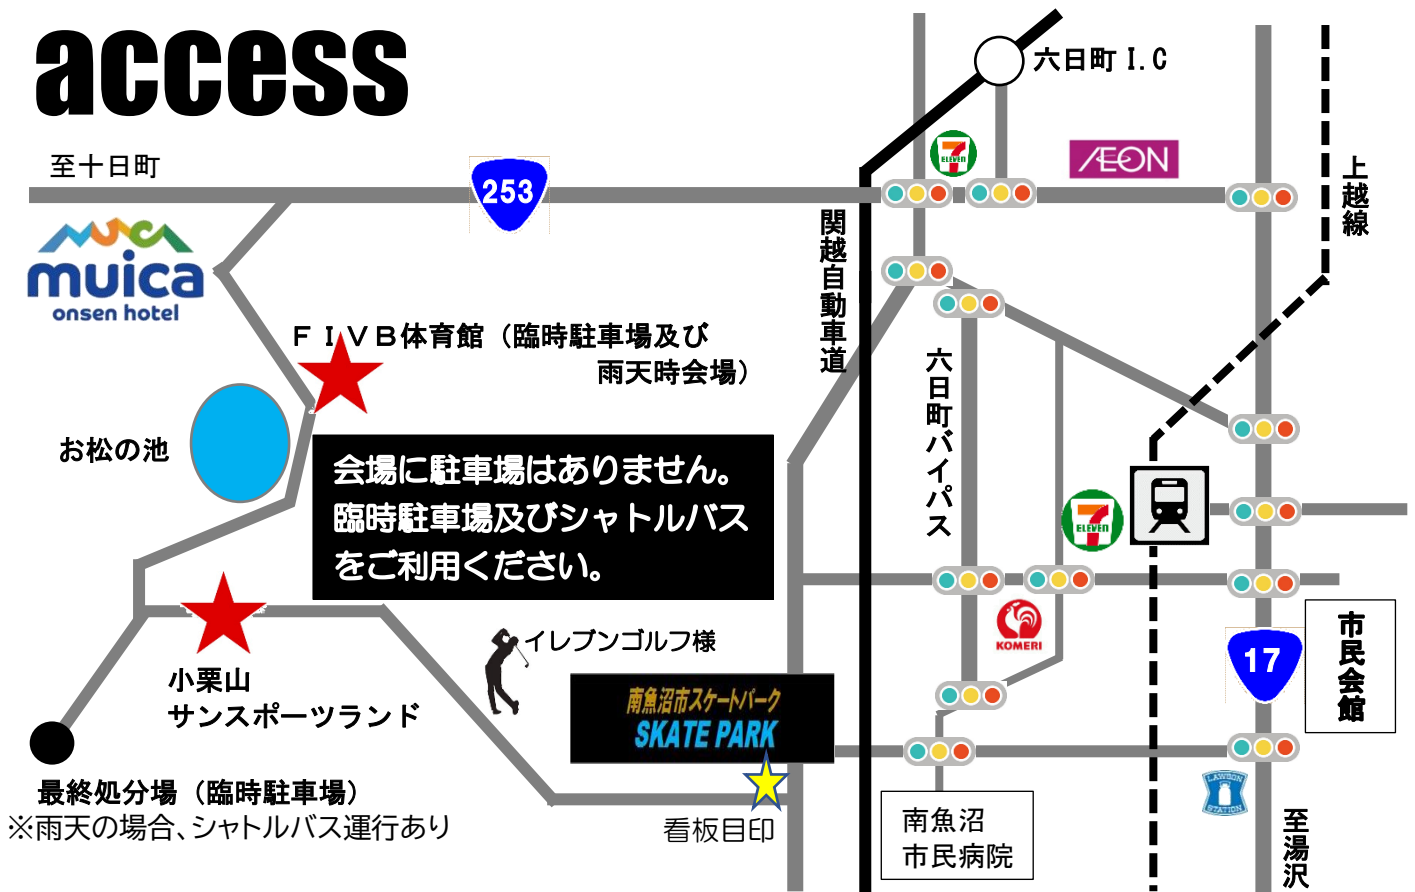 access
六日町 I.C
至十日町
253
7
ELEVEN
ÆON
上越線
関越自動車道
muica
onsen hotel
ＦＩＶＢ体育館（臨時駐車場及び
雨天時会場）
六日町バイパス
お松の池
会場に駐車場はありません。
臨時駐車場及びシャトルバス
をご利用ください。
7
ELEVEN
KOMERI
市民会館
17
イレブンゴルフ様
小栗山
サンスポーツランド
南魚沼市スケートパーク
SKATE PARK
最終処分場（臨時駐車場）
※雨天の場合、シャトルバス運行あり
看板目印
南魚沼
市民病院
LAWSON
STATION
至湯沢